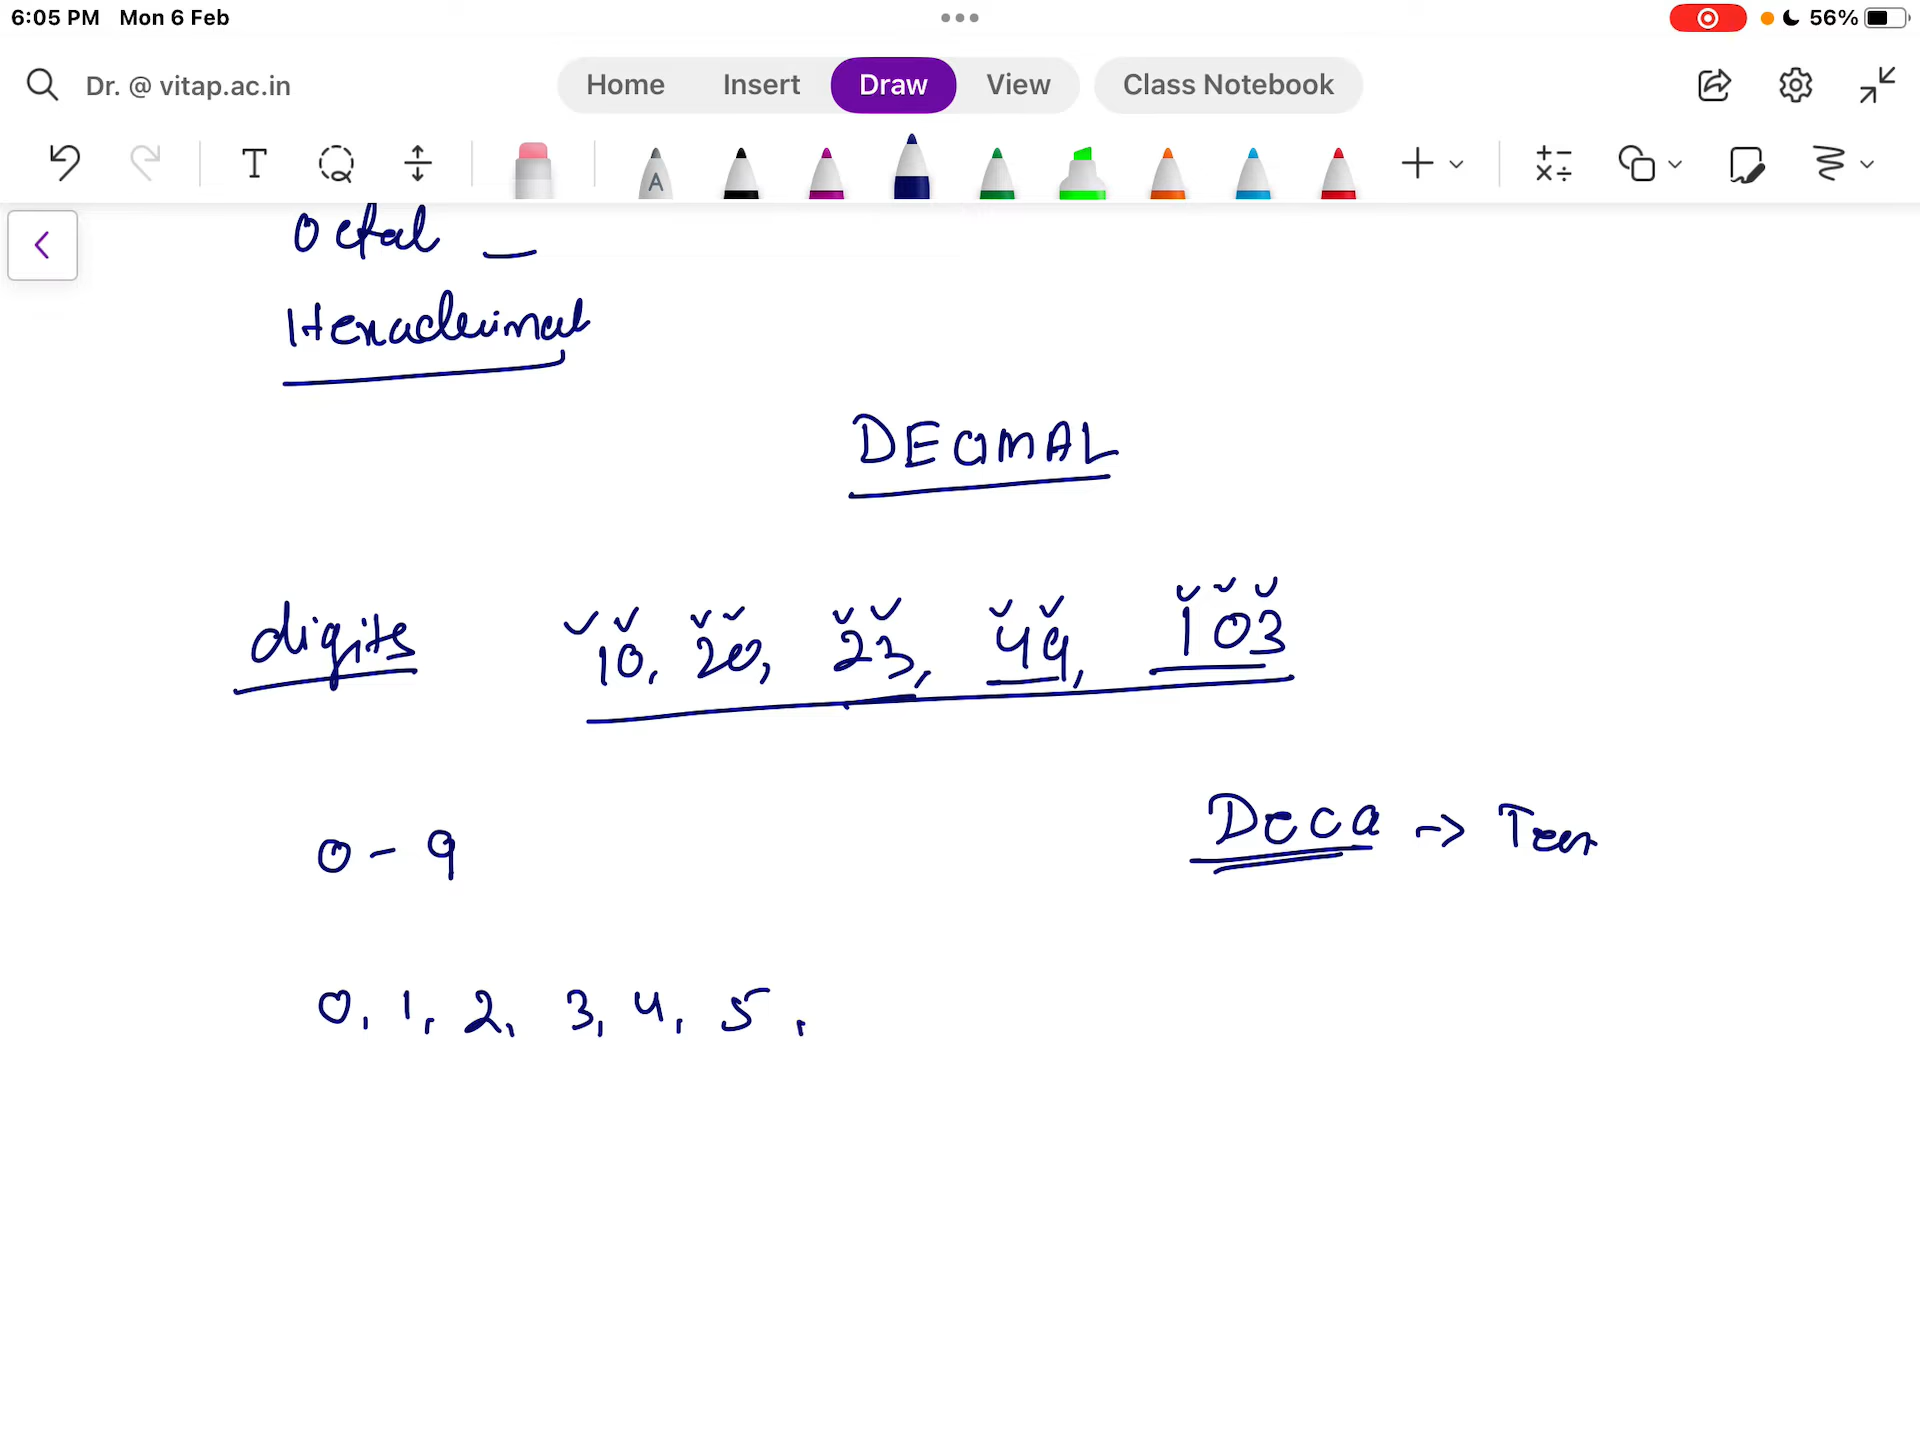 6:05 PM Mon 6 Feb 56%
Dr. @ vitap.ac.in Home Insert Draw View Class Notebook
T A
Octal _
Hexadecimal
DECIMAL
digits 10, 20, 23, 49, 103
0 - 9 Deca -> Ten
0, 1, 2, 3, 4, 5,